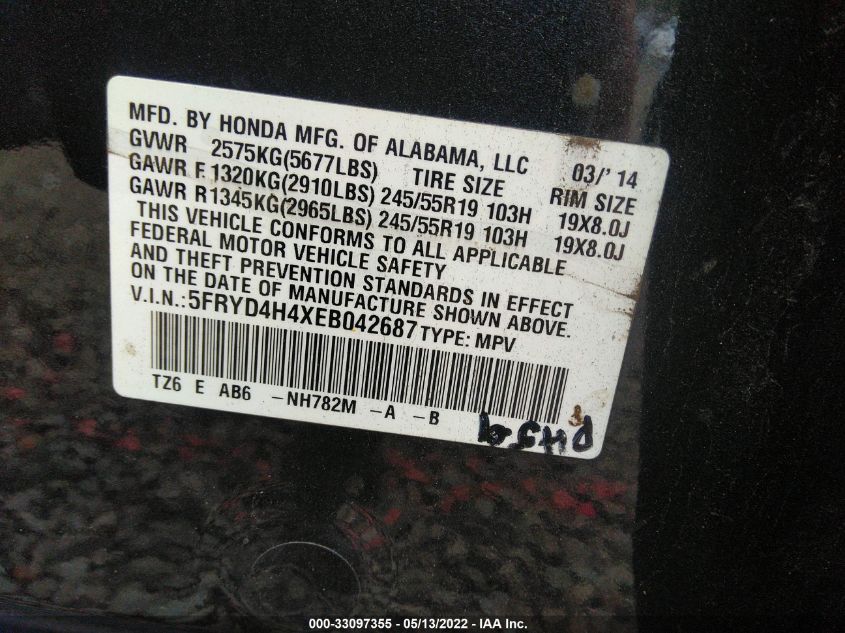 MFD. BY HONDA MFG. OF ALABAMA, LLC 03/'14
GVWR 2575KG(5677LBS) TIRE SIZE RIM SIZE
GAWR F 1320KG(2910LBS) 245/55R19 103H 19X8.0J
GAWR R 1345KG(2965LBS) 245/55R19 103H 19X8.0J
THIS VEHICLE CONFORMS TO ALL APPLICABLE
FEDERAL MOTOR VEHICLE SAFETY
AND THEFT PREVENTION STANDARDS IN EFFECT
ON THE DATE OF MANUFACTURE SHOWN ABOVE.
V.I.N.: 5FRYD4H4XEB042687 TYPE: MPV
TZ6 E AB6 -NH782M -A -B
000-33097355 - 05/13/2022 - IAA Inc.